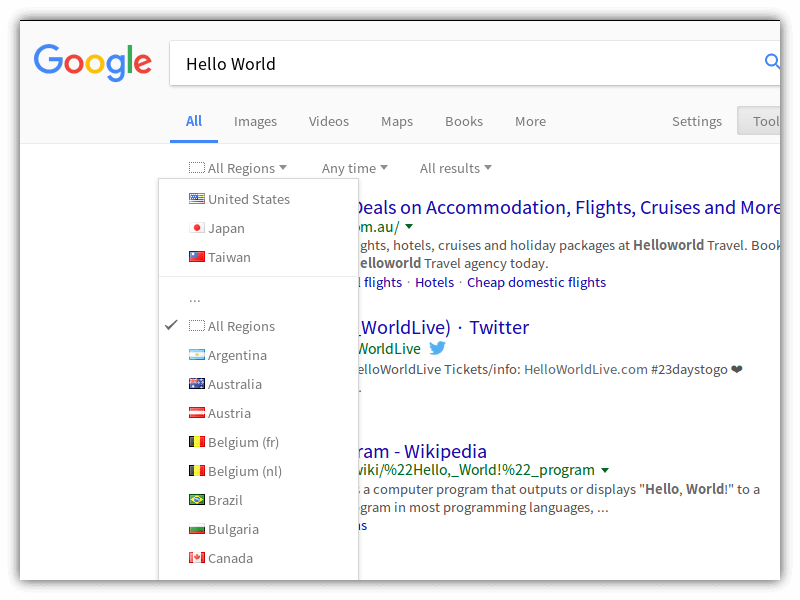 Google
Hello World
All Images Videos Maps Books More Settings Tool
All Regions Any time All results
United States
Japan
Taiwan
...
All Regions
Argentina
Australia
Austria
Belgium (fr)
Belgium (nl)
Brazil
Bulgaria
Canada
Deals on Accommodation, Flights, Cruises and More
om.au/
ghts, hotels, cruises and holiday packages at Helloworld Travel. Book
elloworld Travel agency today.
l flights · Hotels · Cheap domestic flights
_WorldLive) · Twitter
WorldLive
elloWorldLive Tickets/info: HelloWorldLive.com #23daystogo ❤
.
ram - Wikipedia
wiki/%22Hello,_World!%22_program
s a computer program that outputs or displays "Hello, World!" to a
gram in most programming languages, ...
ns